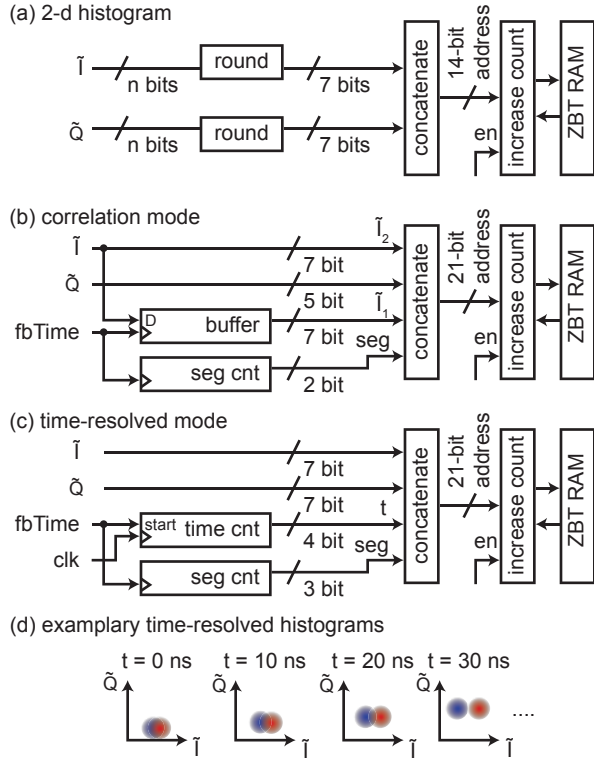 (a) 2-d histogram
Ĩ
n bits
round
7 bits
Q̃
n bits
round
7 bits
concatenate
14-bit
address
en
increase count
ZBT RAM
(b) correlation mode
Ĩ
7 bit
Ĩ₂
Q̃
5 bit
fbTime
D
buffer
7 bit
Ĩ₁
seg cnt
2 bit
seg
concatenate
21-bit
address
en
increase count
ZBT RAM
(c) time-resolved mode
Ĩ
7 bit
Q̃
7 bit
fbTime
clk
start
time cnt
4 bit
t
seg cnt
3 bit
seg
concatenate
21-bit
address
en
increase count
ZBT RAM
(d) examplary time-resolved histograms
t = 0 ns
t = 10 ns
t = 20 ns
t = 30 ns
Q̃
Q̃
Q̃
Q̃
....
Ĩ
Ĩ
Ĩ
Ĩ